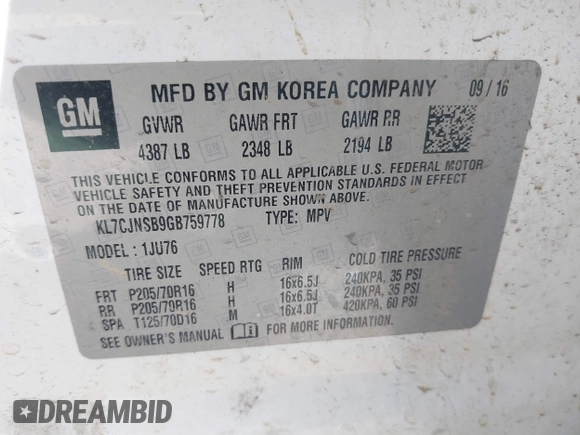 GM
MFD BY GM KOREA COMPANY 09/16
GVWR GAWR FRT GAWR RR
4387 LB 2348 LB 2194 LB
THIS VEHICLE CONFORMS TO ALL APPLICABLE U.S. FEDERAL MOTOR
VEHICLE SAFETY AND THEFT PREVENTION STANDARDS IN EFFECT
ON THE DATE OF MANUFACTURE SHOWN ABOVE.
KL7CJNSB9GB759778 TYPE: MPV
MODEL: 1JU76
TIRE SIZE SPEED RTG RIM COLD TIRE PRESSURE
FRT P205/70R16 H 16x6.5J 240KPA, 35 PSI
RR P205/70R16 H 16x6.5J 240KPA, 35 PSI
SPA T125/70D16 M 16x4.0T 420KPA, 60 PSI
SEE OWNER'S MANUAL FOR MORE INFORMATION.
DREAMBID